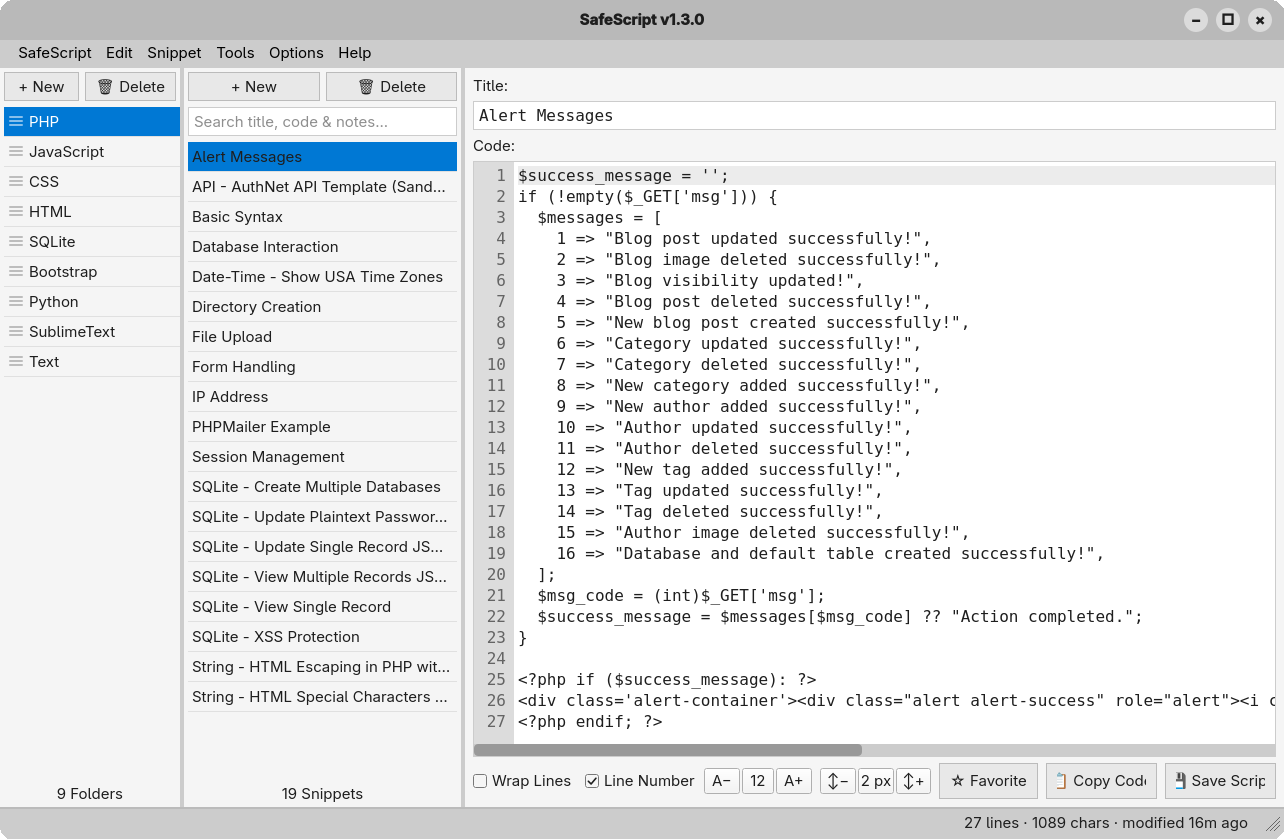 SafeScript v1.3.0
SafeScript Edit Snippet Tools Options Help
+ New Delete
PHP
JavaScript
CSS
HTML
SQLite
Bootstrap
Python
SublimeText
Text
9 Folders
+ New Delete
Search title, code & notes...
Alert Messages
API - AuthNet API Template (Sand...
Basic Syntax
Database Interaction
Date-Time - Show USA Time Zones
Directory Creation
File Upload
Form Handling
IP Address
PHPMailer Example
Session Management
SQLite - Create Multiple Databases
SQLite - Update Plaintext Passwor...
SQLite - Update Single Record JS...
SQLite - View Multiple Records JS...
SQLite - View Single Record
SQLite - XSS Protection
String - HTML Escaping in PHP wit...
String - HTML Special Characters ...
19 Snippets
Title:
Alert Messages
Code:
1 $success_message = '';
2 if (!empty($_GET['msg'])) {
3   $messages = [
4     1 => "Blog post updated successfully!",
5     2 => "Blog image deleted successfully!",
6     3 => "Blog visibility updated!",
7     4 => "Blog post deleted successfully!",
8     5 => "New blog post created successfully!",
9     6 => "Category updated successfully!",
10     7 => "Category deleted successfully!",
11     8 => "New category added successfully!",
12     9 => "New author added successfully!",
13     10 => "Author updated successfully!",
14     11 => "Author deleted successfully!",
15     12 => "New tag added successfully!",
16     13 => "Tag updated successfully!",
17     14 => "Tag deleted successfully!",
18     15 => "Author image deleted successfully!",
19     16 => "Database and default table created successfully!",
20   ];
21   $msg_code = (int)$_GET['msg'];
22   $success_message = $messages[$msg_code] ?? "Action completed.";
23 }
24
25 <?php if ($success_message): ?>
26 <div class='alert-container'><div class="alert alert-success" role="alert"><i c
27 <?php endif; ?>
Wrap Lines Line Number A− 12 A+ ↕− 2 px ↕+ ☆ Favorite Copy Code Save Scrip
27 lines · 1089 chars · modified 16m ago